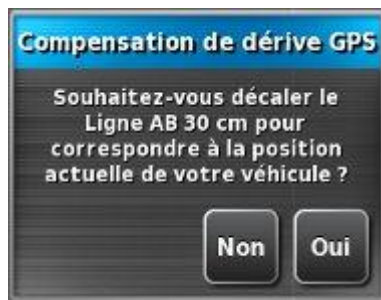 Compensation de dérive GPS
Souhaitez-vous décaler le
Ligne AB 30 cm pour
correspondre à la position
actuelle de votre véhicule ?
Non Oui